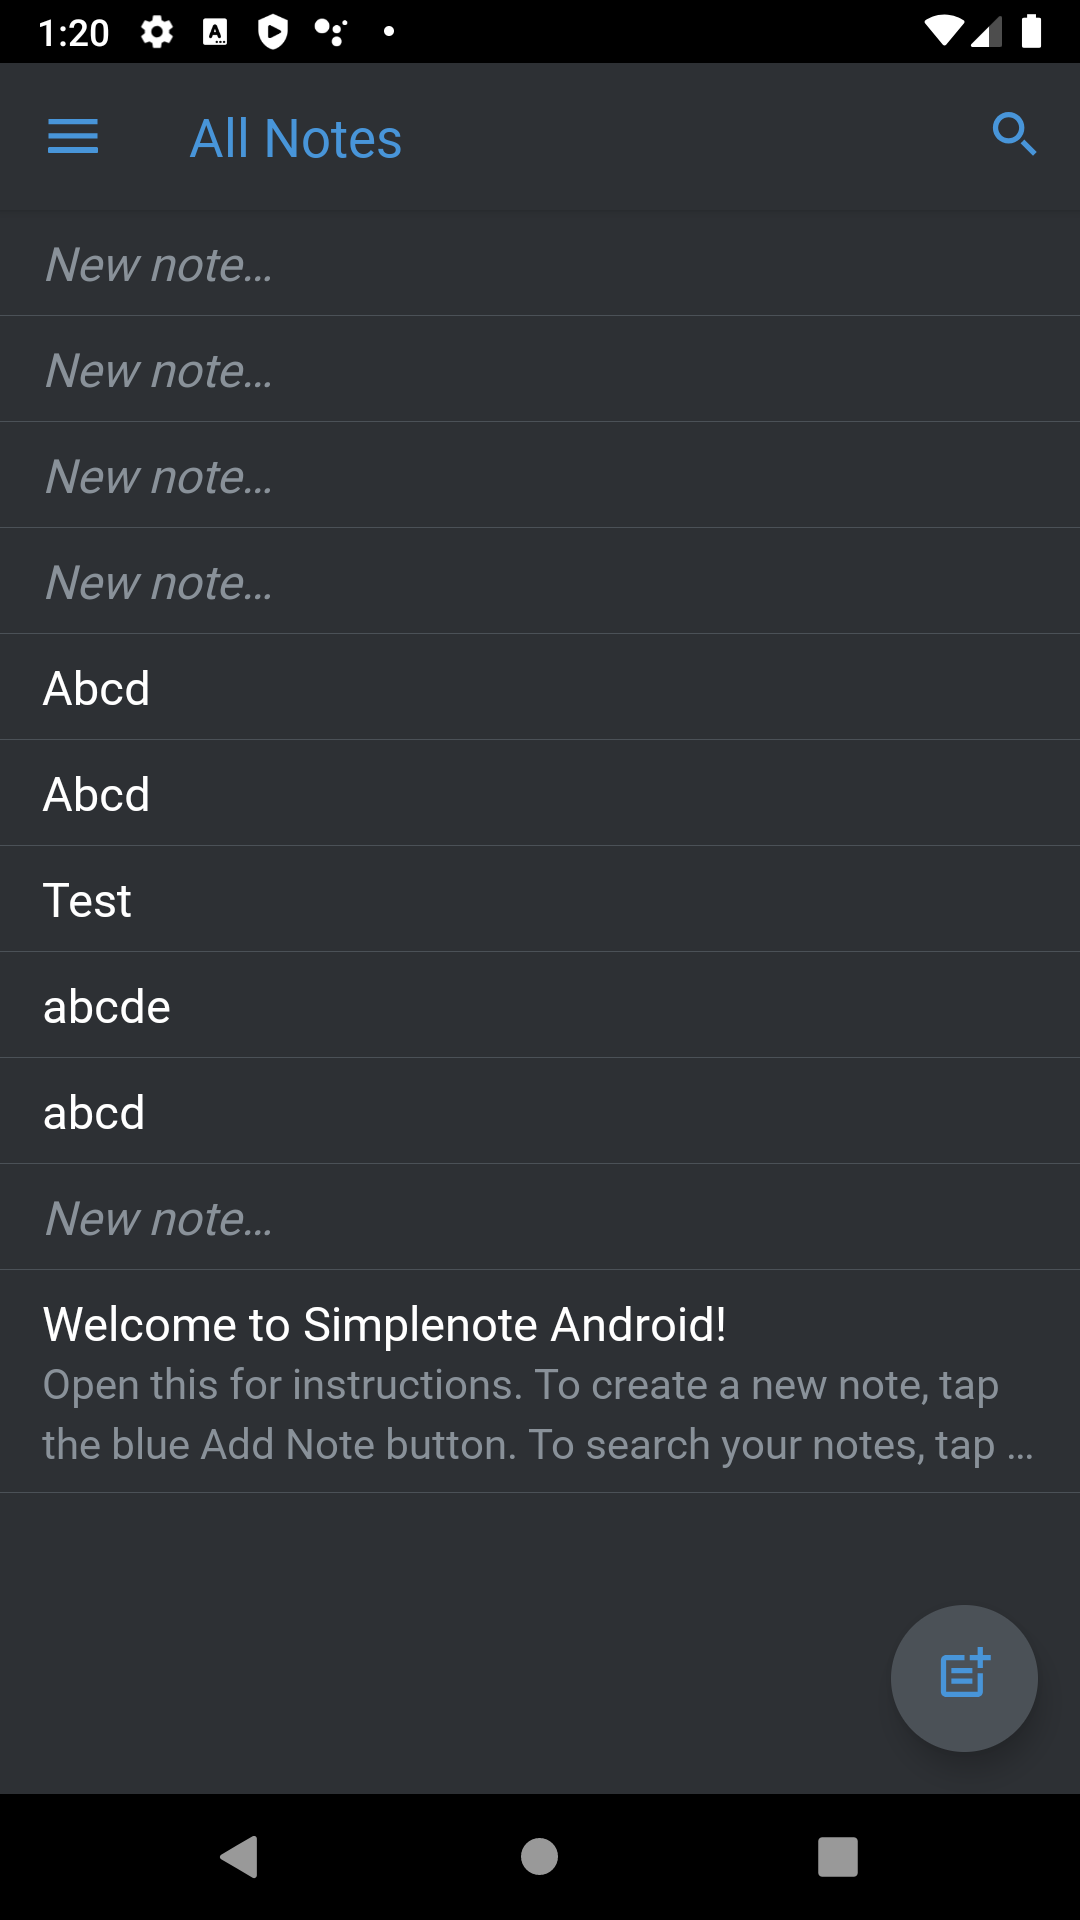 1:20
All Notes
New note…
New note…
New note…
New note…
Abcd
Abcd
Test
abcde
abcd
New note…
Welcome to Simplenote Android!
Open this for instructions. To create a new note, tap
the blue Add Note button. To search your notes, tap …